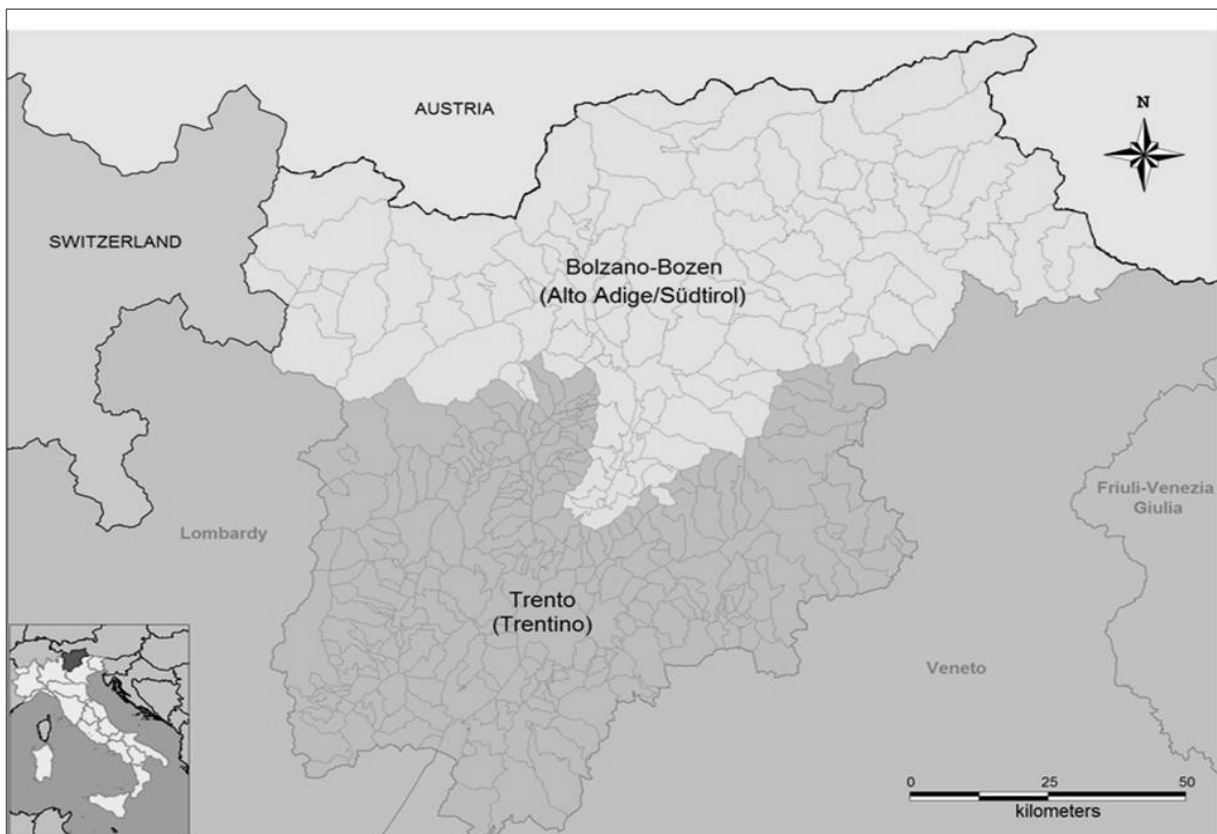 AUSTRIA
N
SWITZERLAND
Bolzano-Bozen
(Alto Adige/Südtirol)
Friuli-Venezia
Giulia
Lombardy
Trento
(Trentino)
Veneto
0 25 50
kilometers